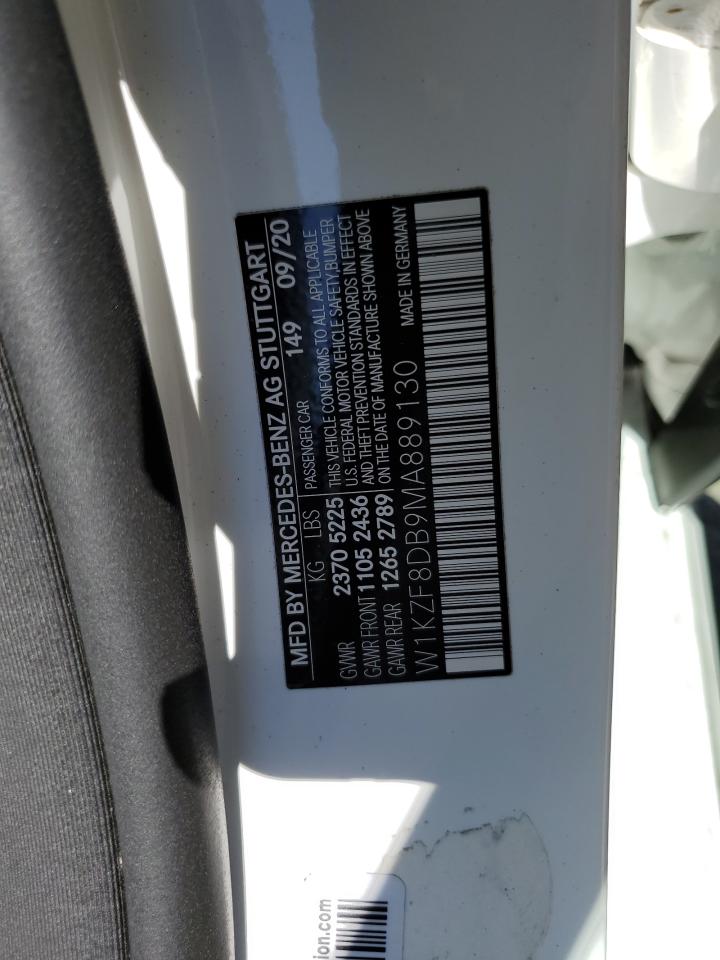 MFD BY MERCEDES-BENZ AG STUTTGART
KG LBS PASSENGER CAR 149 09/20
GVWR 2370 5225 THIS VEHICLE CONFORMS TO ALL APPLICABLE
U.S. FEDERAL MOTOR VEHICLE SAFETY,BUMPER
GAWR FRONT 1105 2436 AND THEFT PREVENTION STANDARDS IN EFFECT
GAWR REAR 1265 2789 ON THE DATE OF MANUFACTURE SHOWN ABOVE
W1KZF8DB9MA889130 MADE IN GERMANY
ion.com